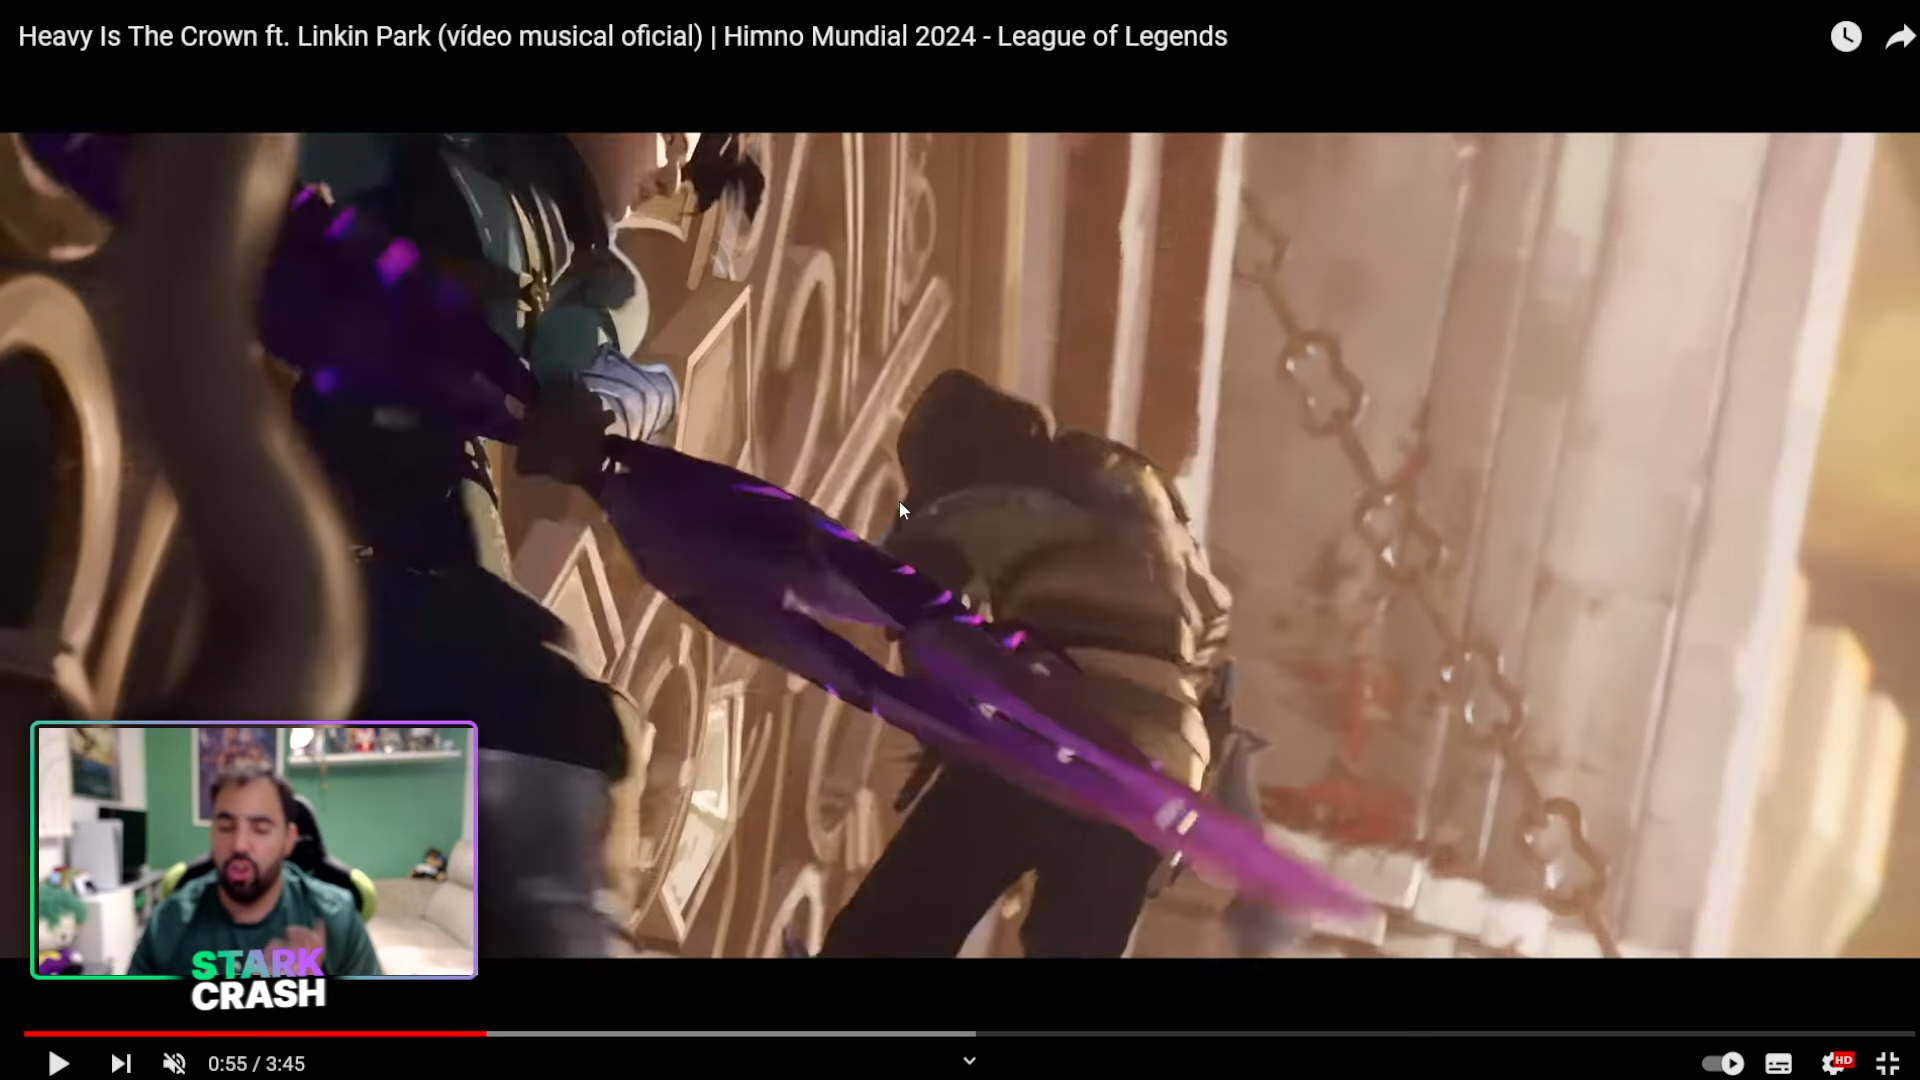 Heavy Is The Crown ft. Linkin Park (vídeo musical oficial) | Himno Mundial 2024 - League of Legends
STARK
CRASH
0:55 / 3:45
HD